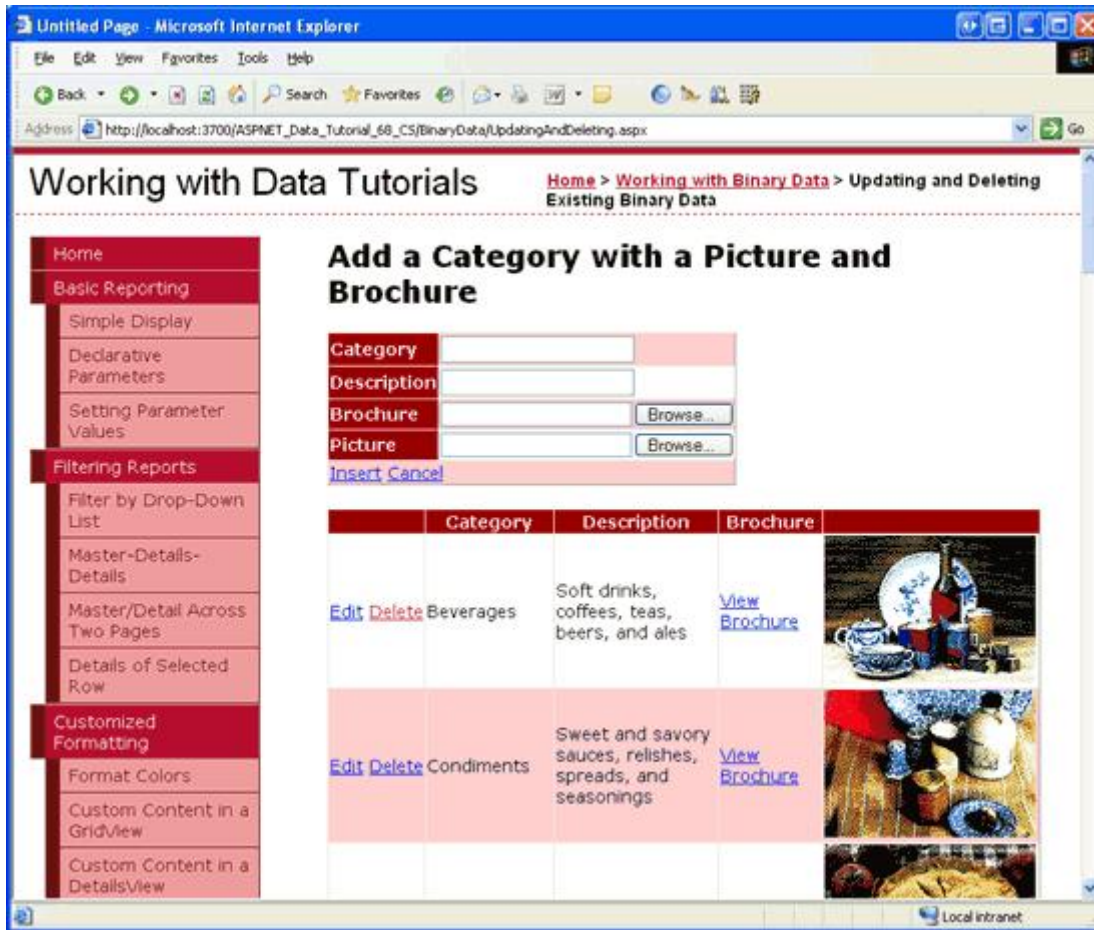 Untitled Page - Microsoft Internet Explorer
File Edit View Favorites Tools Help
Back Search Favorites
Address http://localhost:3700/ASPNET_Data_Tutorial_68_CS/BinaryData/UpdatingAndDeleting.aspx Go
Working with Data Tutorials
Home > Working with Binary Data > Updating and Deleting
Existing Binary Data
Home
Basic Reporting
Simple Display
Declarative
Parameters
Setting Parameter
Values
Filtering Reports
Filter by Drop-Down
List
Master-Details-
Details
Master/Detail Across
Two Pages
Details of Selected
Row
Customized
Formatting
Format Colors
Custom Content in a
GridView
Custom Content in a
DetailsView
Add a Category with a Picture and
Brochure
Category
Description
Brochure Browse...
Picture Browse...
Insert Cancel
Category Description Brochure
Edit Delete Beverages
Soft drinks,
coffees, teas,
beers, and ales
View
Brochure
Edit Delete Condiments
Sweet and savory
sauces, relishes,
spreads, and
seasonings
View
Brochure
Local intranet